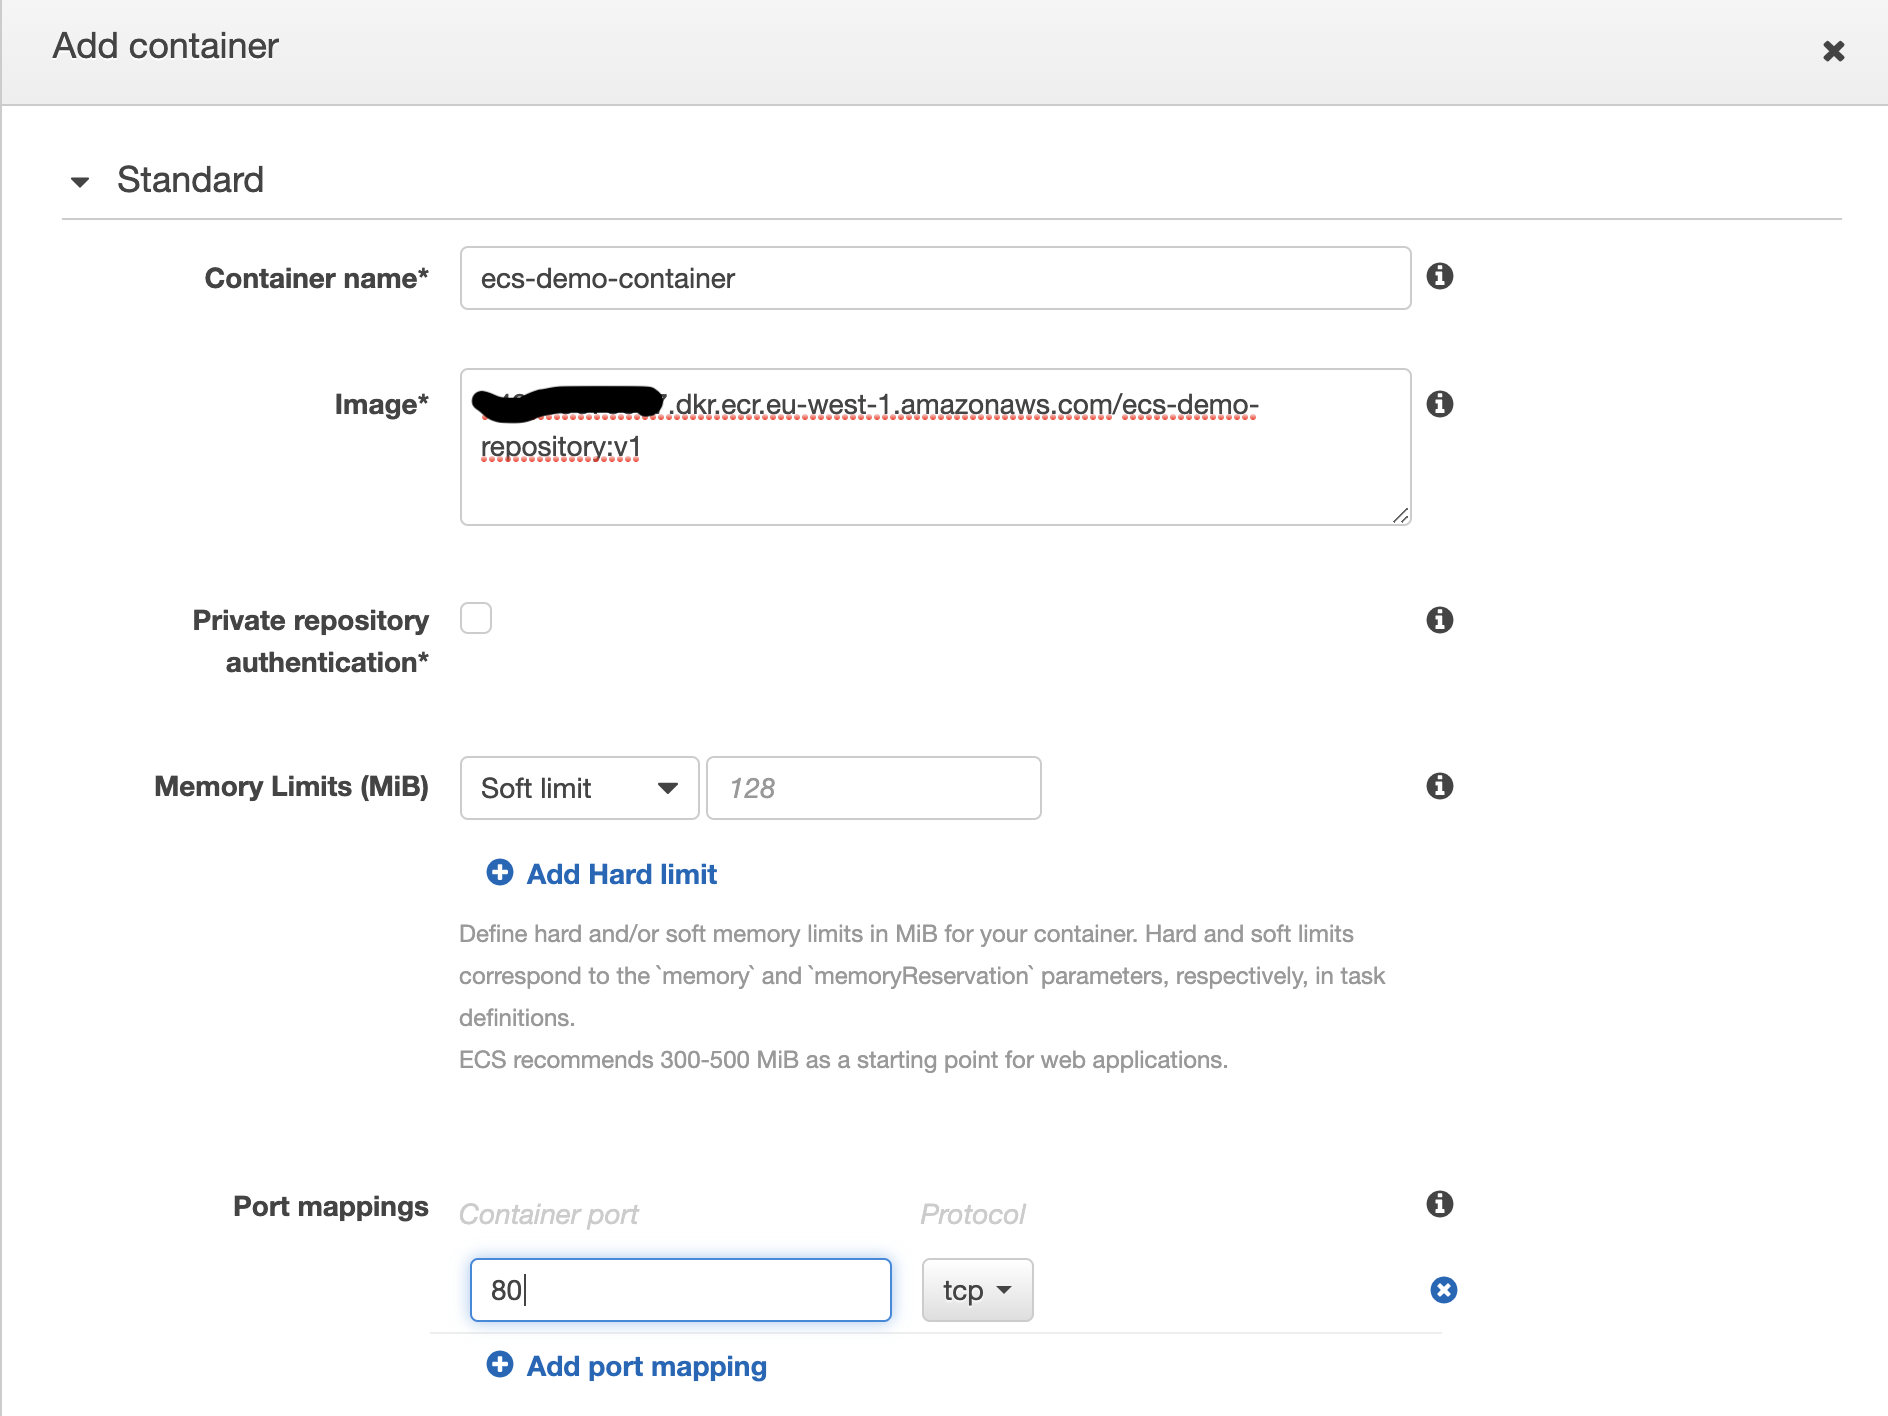 Add container
Standard
Container name*
ecs-demo-container
Image*
.dkr.ecr.eu-west-1.amazonaws.com/ecs-demo-
repository:v1
Private repository
authentication*
Memory Limits (MiB)
Soft limit
128
Add Hard limit
Define hard and/or soft memory limits in MiB for your container. Hard and soft limits
correspond to the `memory` and `memoryReservation` parameters, respectively, in task
definitions.
ECS recommends 300-500 MiB as a starting point for web applications.
Port mappings
Container port
Protocol
80
tcp
Add port mapping